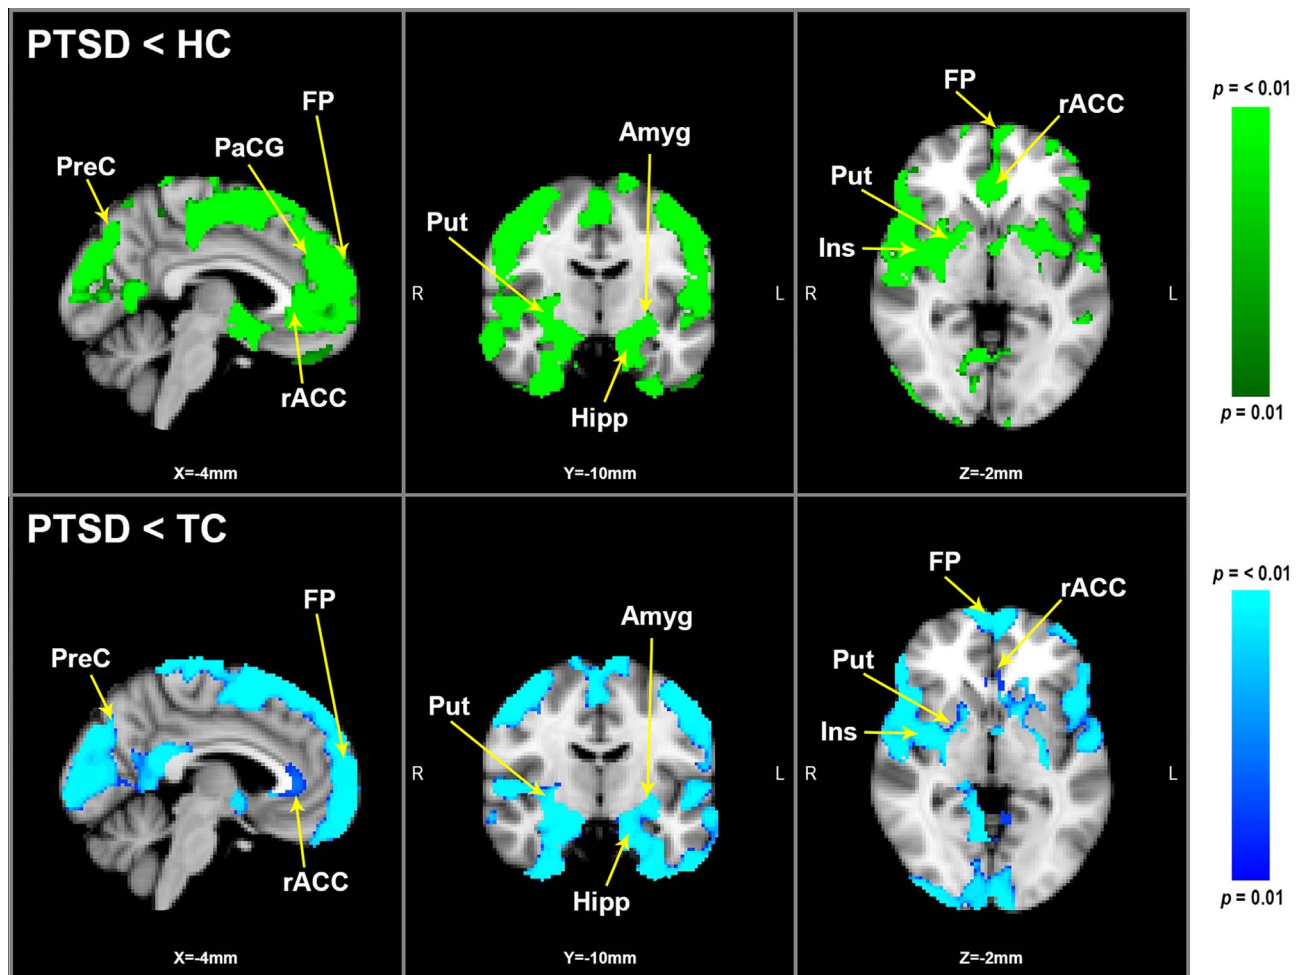 PTSD < HC
FP
PaCG
PreC
rACC
X=-4mm
Amyg
Put
R
L
Hipp
Y=-10mm
FP
rACC
Put
Ins
R
L
Z=-2mm
p = < 0.01
p = 0.01
PTSD < TC
FP
PreC
rACC
X=-4mm
Amyg
Put
R
L
Hipp
Y=-10mm
FP
rACC
Put
Ins
R
L
Z=-2mm
p = < 0.01
p = 0.01